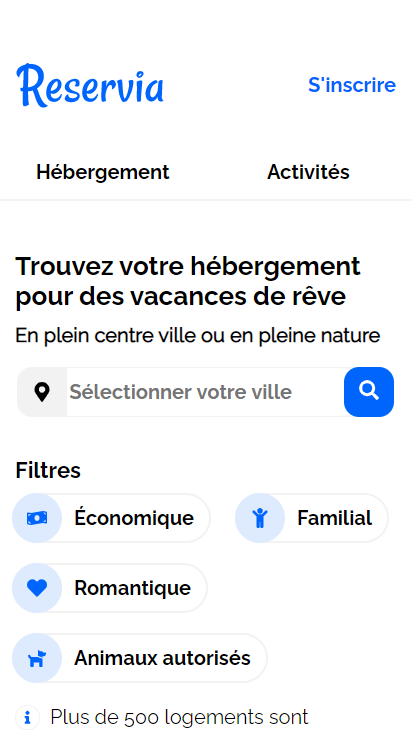 Reservia
S'inscrire
Hébergement
Activités
Trouvez votre hébergement
pour des vacances de rêve
En plein centre ville ou en pleine nature
Sélectionner votre ville
Filtres
Économique
Familial
Romantique
Animaux autorisés
Plus de 500 logements sont